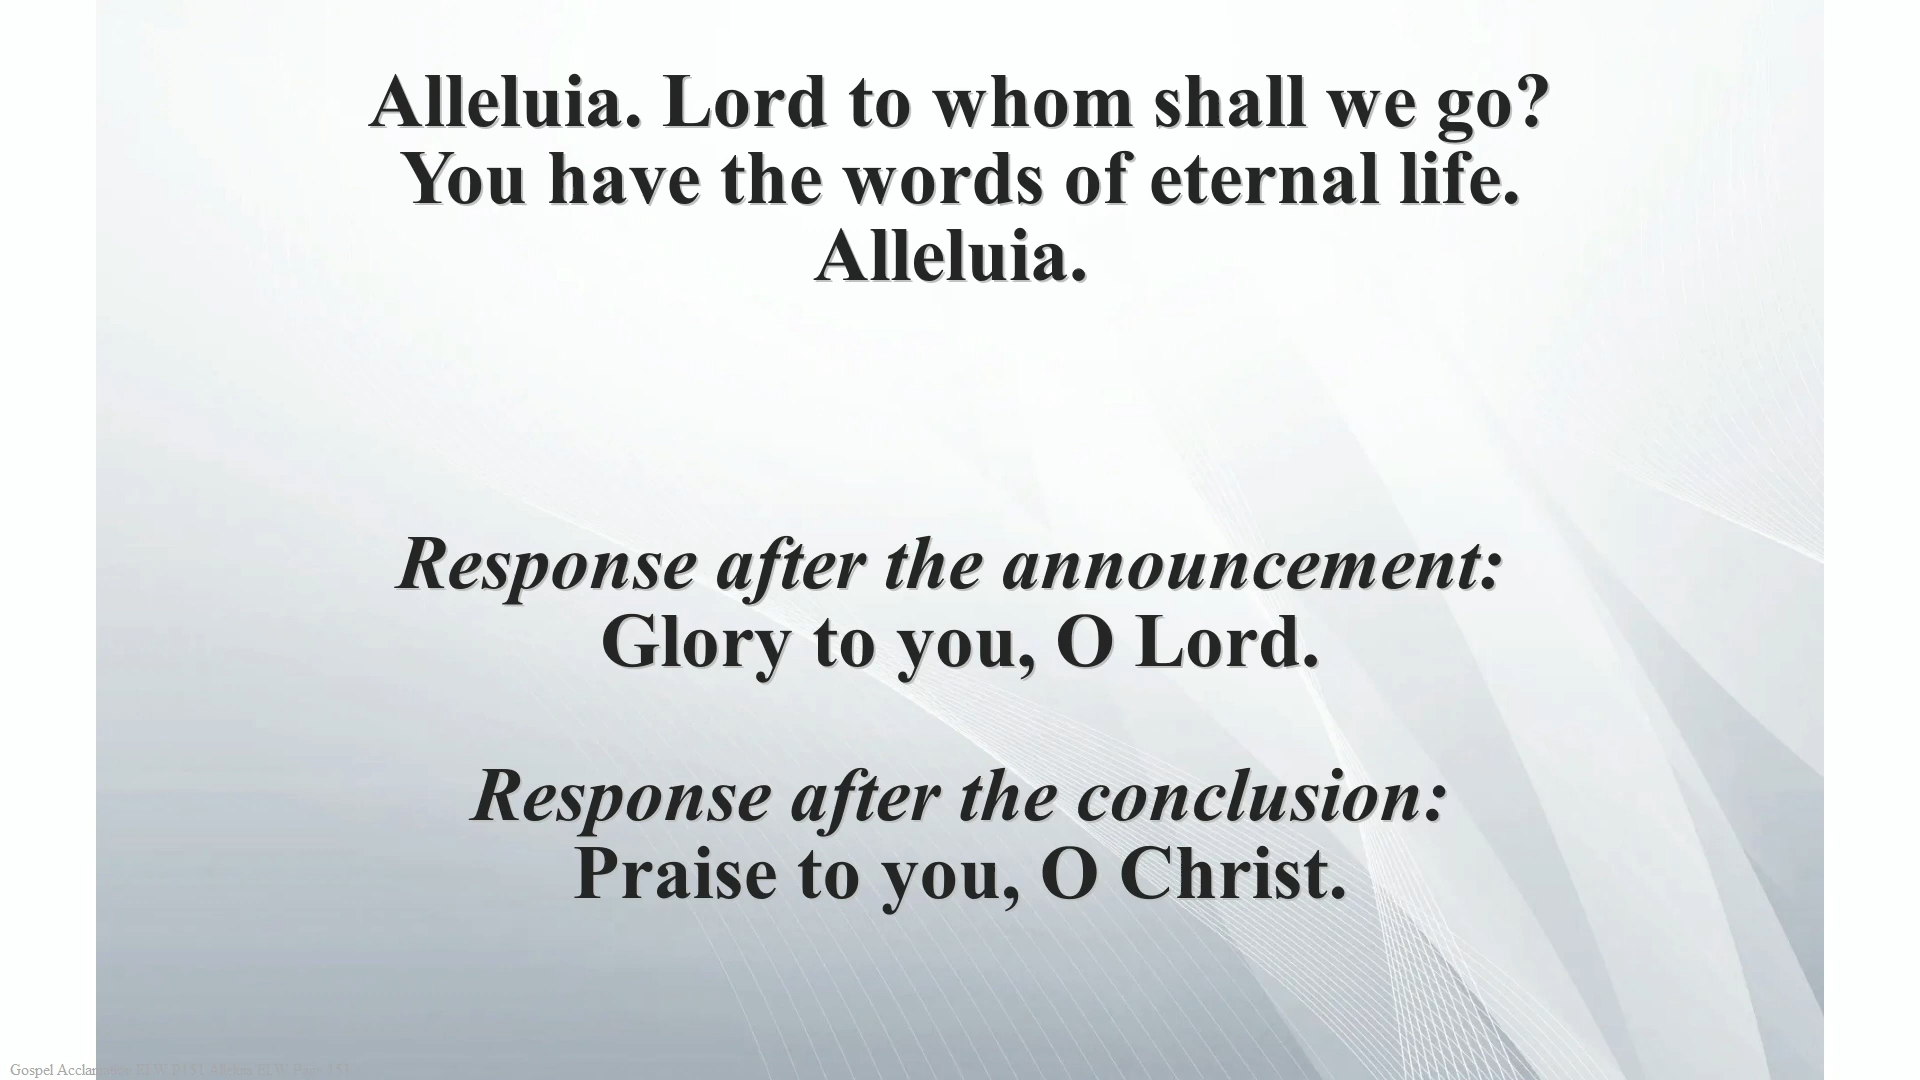 Alleluia. Lord to whom shall we go?
You have the words of eternal life.
Alleluia.
Response after the announcement:
Glory to you, O Lord.
Response after the conclusion:
Praise to you, O Christ.
Gospel